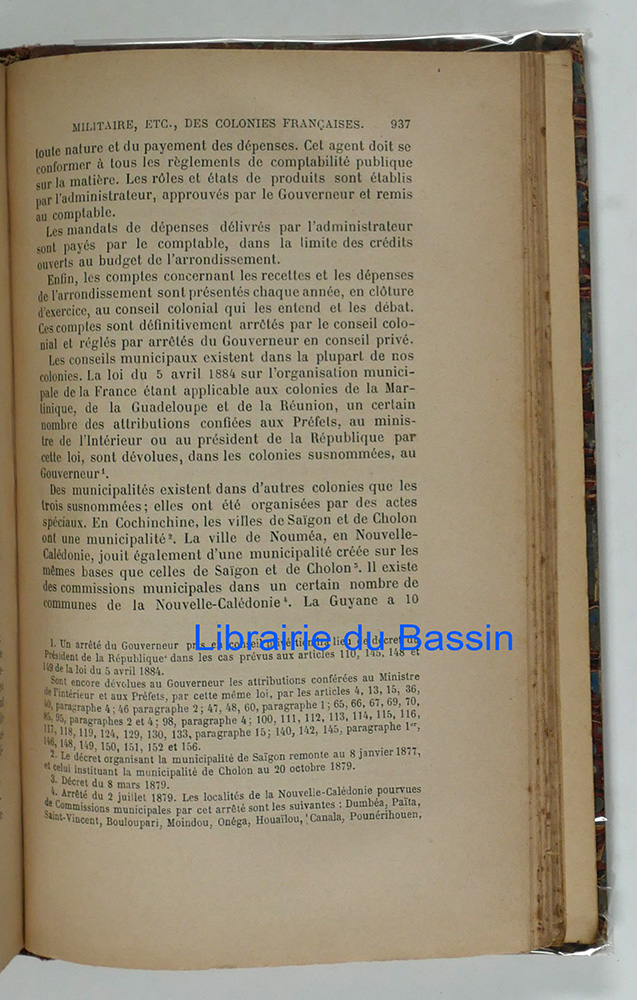 MILITAIRE, ETC., DES COLONIES FRANÇAISES. 937
toute nature et du payement des dépenses. Cet agent doit se
conformer à tous les règlements de comptabilité publique
sur la matière. Les rôles et états de produits sont établis
par l'administrateur, approuvés par le Gouverneur et remis
au comptable.
Les mandats de dépenses délivrés par l'administrateur
sont payés par le comptable, dans la limite des crédits
ouverts au budget de l'arrondissement.
Enfin, les comptes concernant les recettes et les dépenses
de l'arrondissement sont présentés chaque année, en clôture
d'exercice, au conseil colonial qui les entend et les débat.
Ces comptes sont définitivement arrêtés par le conseil colo-
nial et réglés par arrêtés du Gouverneur en conseil privé.
Les conseils municipaux existent dans la plupart de nos
colonies. La loi du 5 avril 1884 sur l'organisation munici-
pale de la France étant applicable aux colonies de la Mar-
tinique, de la Guadeloupe et de la Réunion, un certain
nombre des attributions confiées aux Préfets, au minis-
tre de l'Intérieur ou au président de la République par
cette loi, sont dévolues, dans les colonies susnommées, au
Gouverneur¹.
Des municipalités existent dans d'autres colonies que les
trois susnommées ; elles ont été organisées par des actes
spéciaux. En Cochinchine, les villes de Saïgon et de Cholon
ont une municipalité². La ville de Nouméa, en Nouvelle-
Calédonie, jouit également d'une municipalité créée sur les
mêmes bases que celles de Saïgon et de Cholon³. Il existe
des commissions municipales dans un certain nombre de
communes de la Nouvelle-Calédonie⁴. La Guyane a 10
1. Un arrêté du Gouverneur pris en conseil privé tiendra lieu de décret du
Librairie du Bassin
Président de la République dans les cas prévus aux articles 110, 145, 148 et
149 de la loi du 5 avril 1884.
Sont encore dévolues au Gouverneur les attributions conférées au Ministre
de l'intérieur et aux Préfets, par cette même loi, par les articles 4, 13, 15, 36,
40, paragraphe 4 ; 46 paragraphe 2 ; 47, 48, 60, paragraphe 1 ; 65, 66, 67, 69, 70,
85, 95, paragraphes 2 et 4 ; 98, paragraphe 4 ; 100, 111, 112, 113, 114, 115, 116,
117, 118, 119, 124, 129, 130, 133, paragraphe 15 ; 140, 142, 145, paragraphe 1er,
146, 148, 149, 150, 151, 152 et 156.
2. Le décret organisant la municipalité de Saïgon remonte au 8 janvier 1877,
et celui instituant la municipalité de Cholon au 20 octobre 1879.
3. Décret du 8 mars 1879.
4. Arrêté du 2 juillet 1879. Les localités de la Nouvelle-Calédonie pourvues
de Commissions municipales par cet arrêté sont les suivantes : Dumbéa, Païta,
Saint-Vincent, Bouloupari, Moindou, Onéga, Houaïlou, Canala, Pounérihouen,